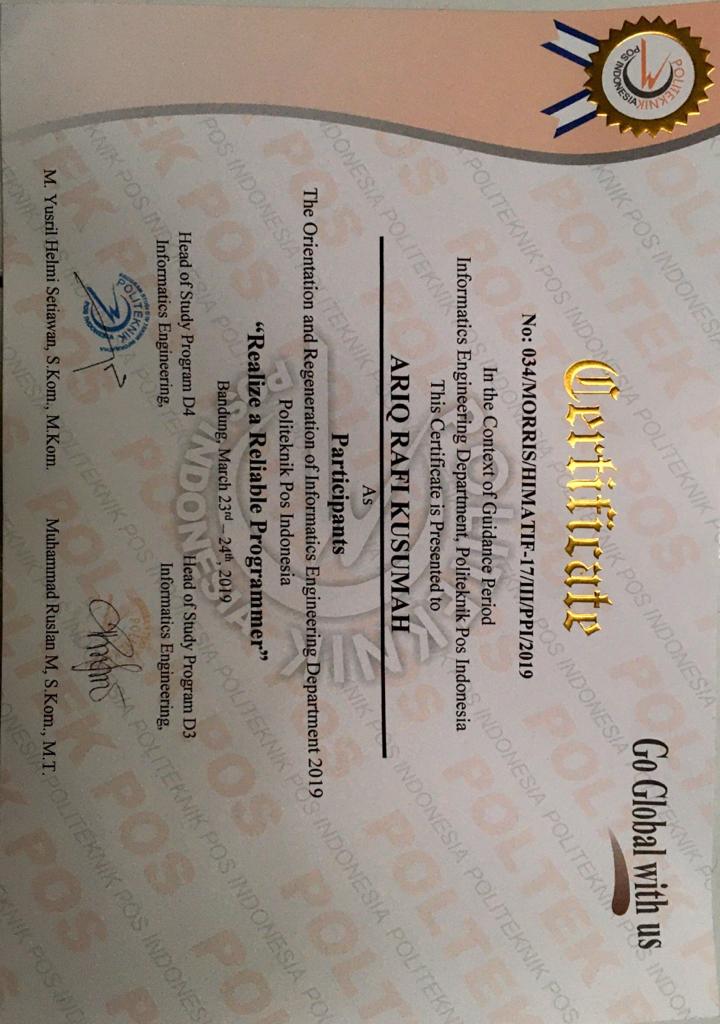 POLITEKNIK
POS INDONESIA
Go Global with us
Certificate
No: 034/MORRIS/HIMATIF-17/III/PPI/2019
In the Context of Guidance Period
Informatics Engineering Department, Politeknik Pos Indonesia
This Certificate is Presented to
ARIQ RAFI KUSUMAH
As
Participants
The Orientation and Regeneration of Informatics Engineering Department 2019
Politeknik Pos Indonesia
“Realize a Reliable Programmer”
Bandung, March 23rd – 24th, 2019
Head of Study Program D4
Informatics Engineering,
POLITEKNIK
M. Yusril Helmi Setiawan, S.Kom., M.Kom.
Head of Study Program D3
Informatics Engineering,
Muhammad Ruslan M, S.Kom., M.T.